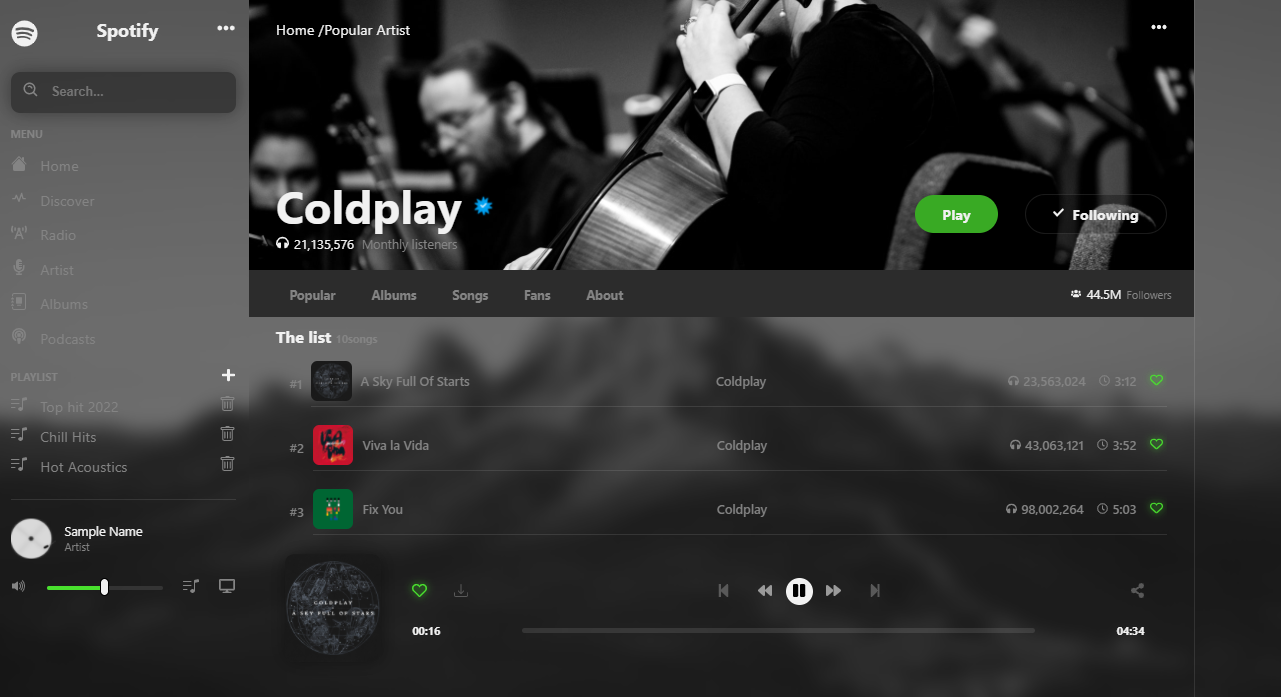 Spotify
Search...
MENU
Home
Discover
Radio
Artist
Albums
Podcasts
PLAYLIST
Top hit 2022
Chill Hits
Hot Acoustics
Sample Name
Artist
Home /Popular Artist
Coldplay
21,135,576 Monthly listeners
Play
Following
Popular Albums Songs Fans About
44.5M Followers
The list 10songs
#1 A Sky Full Of Starts Coldplay 23,563,024 3:12
#2 Viva la Vida Coldplay 43,063,121 3:52
#3 Fix You Coldplay 98,002,264 5:03
COLDPLAY
A SKY FULL OF STARS
00:16
04:34